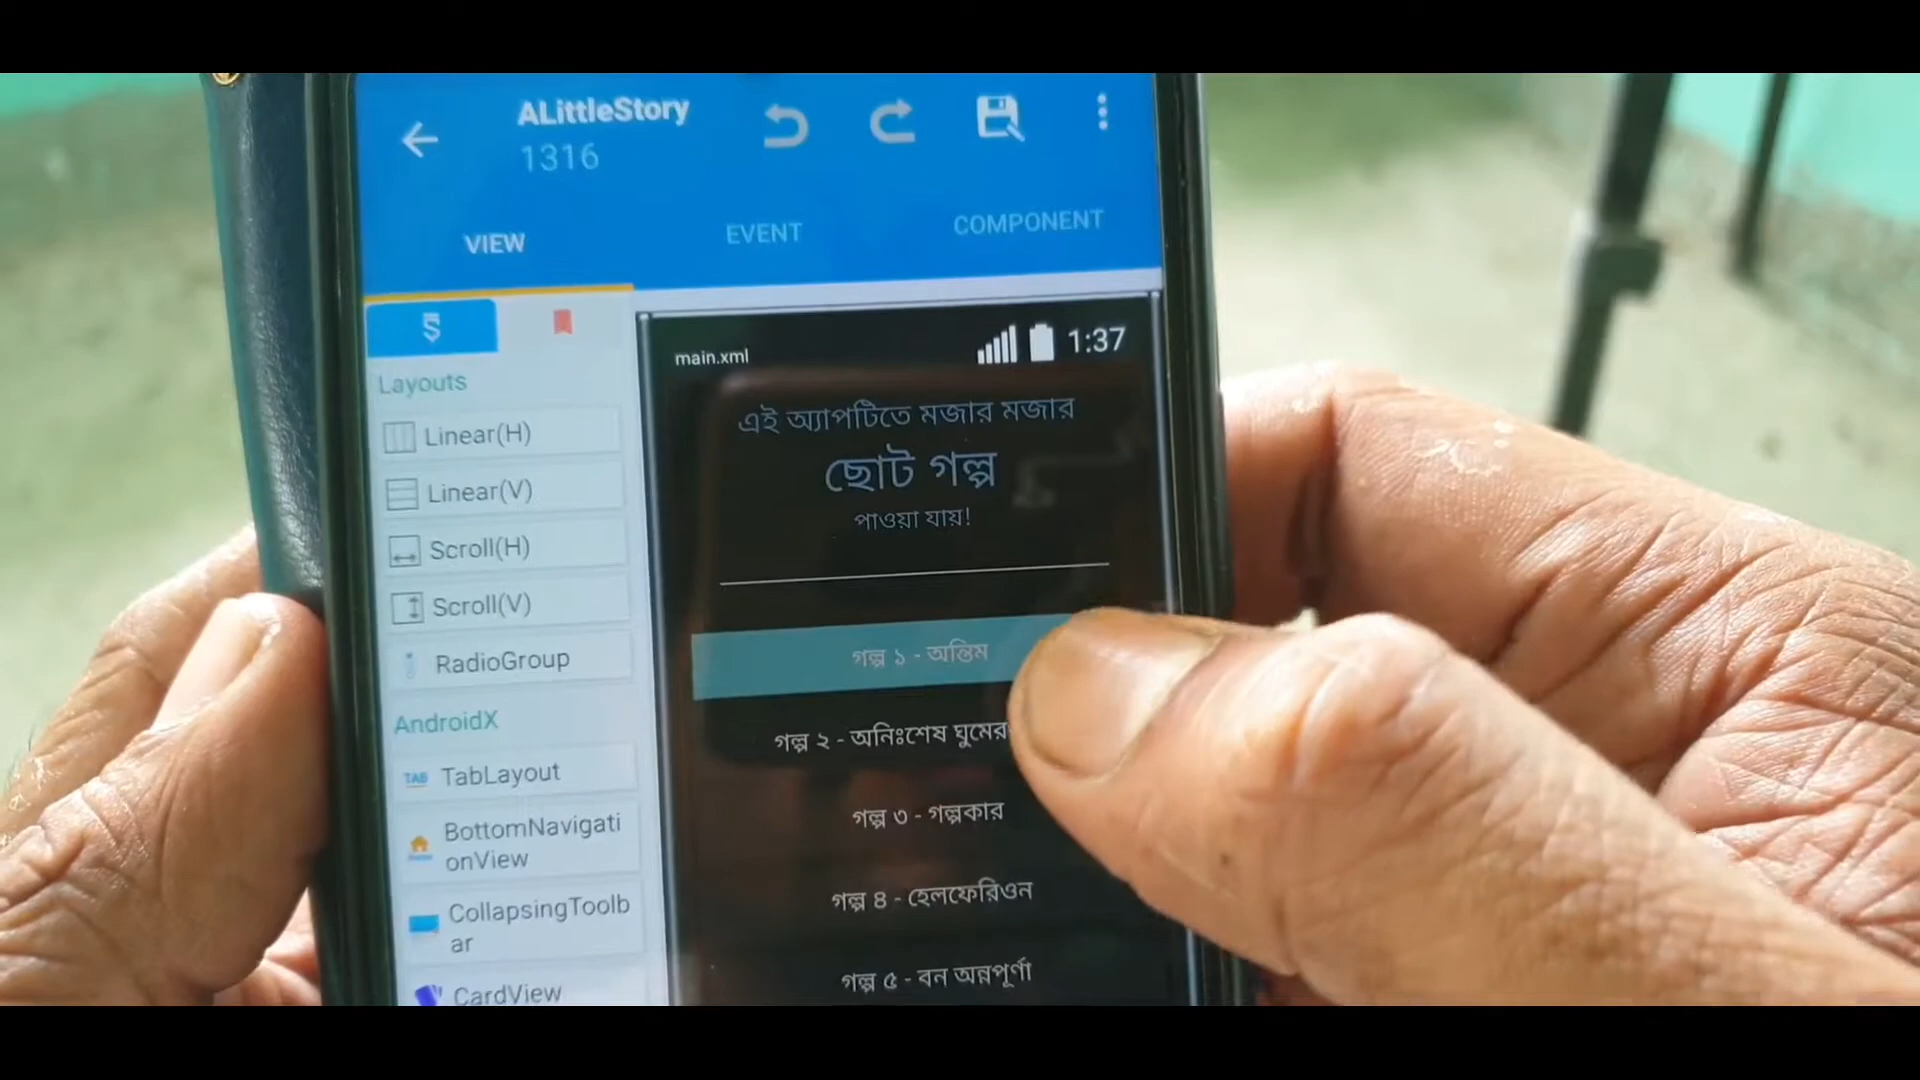 ALittleStory
1316
VIEW
EVENT
COMPONENT
Layouts
Linear(H)
Linear(V)
Scroll(H)
Scroll(V)
RadioGroup
AndroidX
TAB TabLayout
BottomNavigati
onView
CollapsingToolb
ar
CardView
main.xml
1:37
এই অ্যাপটিতে মজার মজার
ছোট গল্প
পাওয়া যায়!
গল্প ১ - অন্তিম
গল্প ২ - অনিঃশেষ ঘুমের
গল্প ৩ - গল্পকার
গল্প ৪ - হেলফেরিওন
গল্প ৫ - বন অন্নপূর্ণা